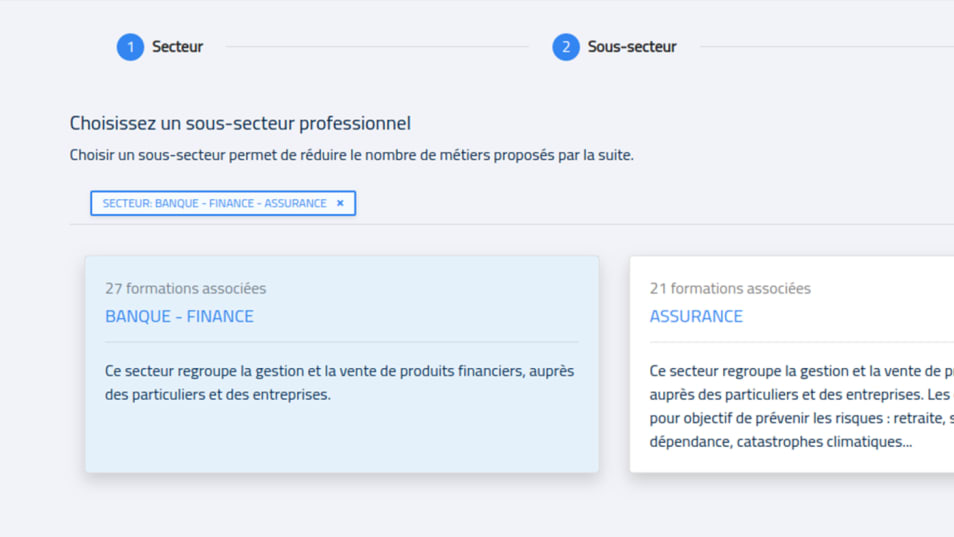 1 Secteur
2 Sous-secteur
Choisissez un sous-secteur professionnel
Choisir un sous-secteur permet de réduire le nombre de métiers proposés par la suite.
SECTEUR: BANQUE - FINANCE - ASSURANCE ×
27 formations associées
BANQUE - FINANCE
Ce secteur regroupe la gestion et la vente de produits financiers, auprès
des particuliers et des entreprises.
21 formations associées
ASSURANCE
Ce secteur regroupe la gestion et la vente de
auprès des particuliers et des entreprises. Les
pour objectif de prévenir les risques : retraite,
dépendance, catastrophes climatiques...